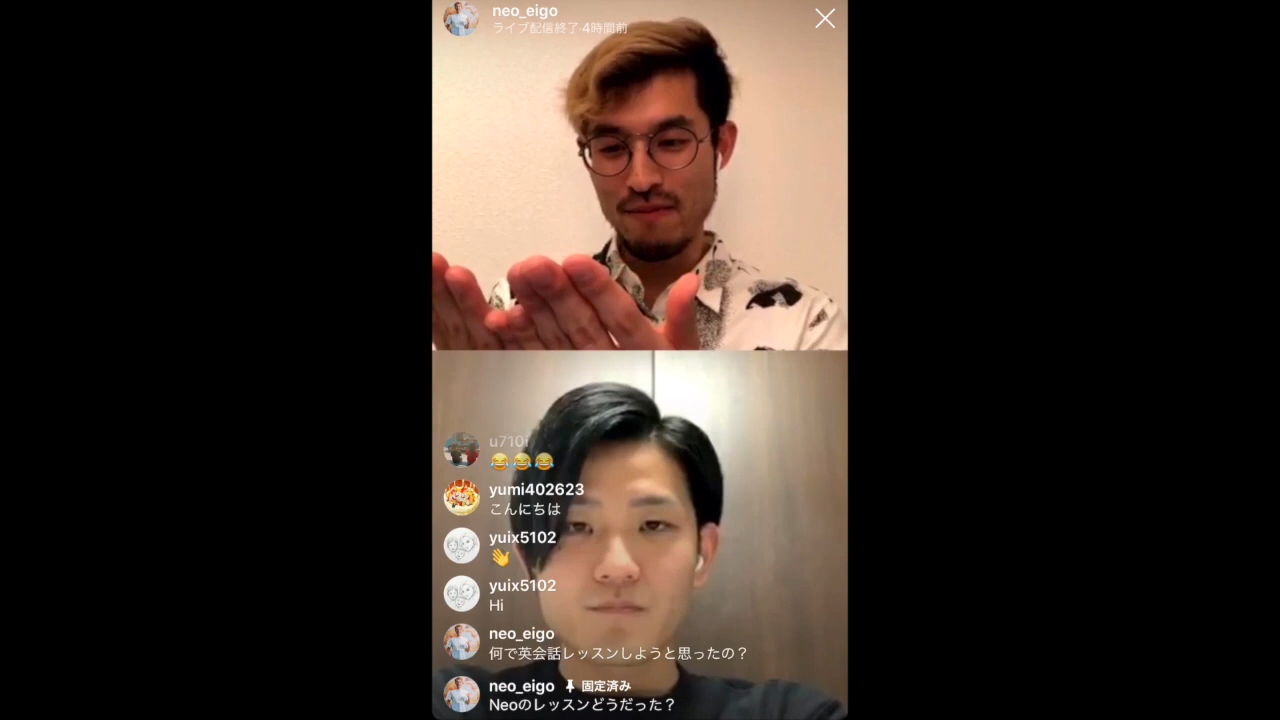 neo_eigo
ライブ配信終了·4時間前
u710i
😂😂😂
yumi402623
こんにちは
yuix5102
👋
yuix5102
Hi
neo_eigo
何で英会話レッスンしようと思ったの？
neo_eigo 固定済み
Neoのレッスンどうだった？